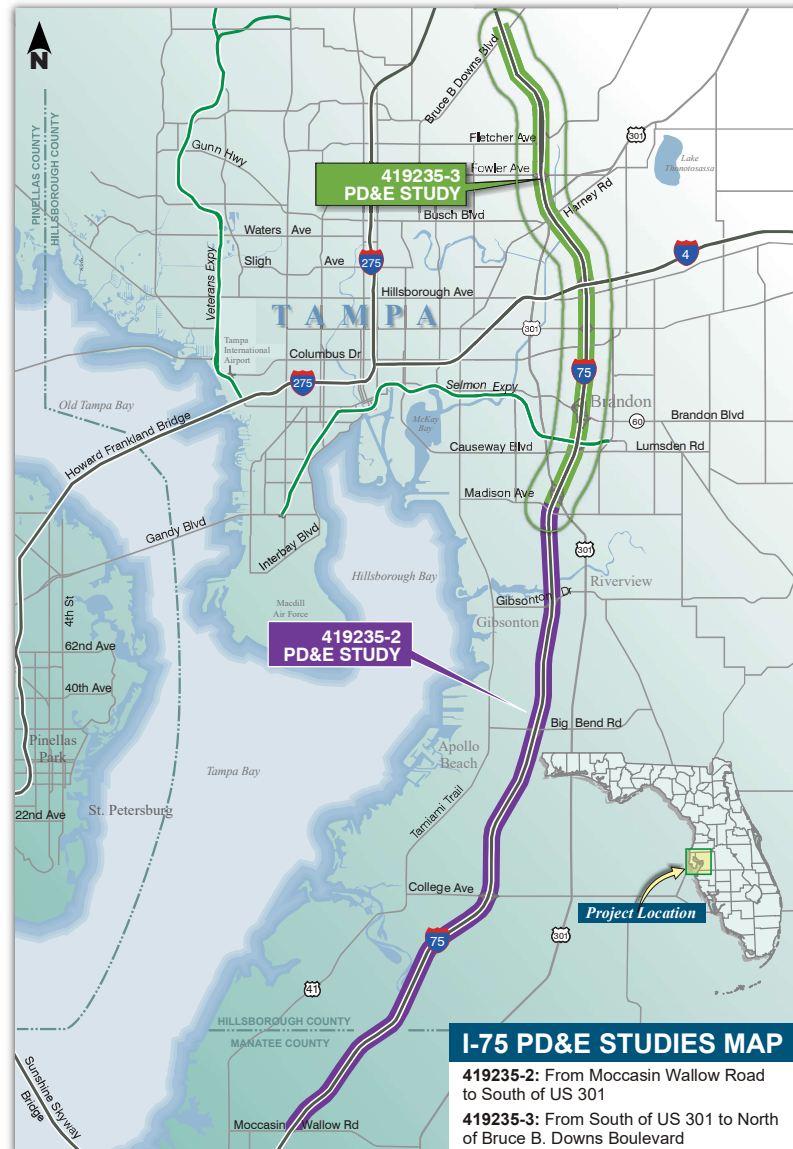 N
Bruce B Downs Blvd
PINELLAS COUNTY
HILLSBOROUGH COUNTY
Gunn Hwy
Fletcher Ave
301
Lake
Thonotosassa
419235-3
PD&E STUDY
Fowler Ave
Harney Rd
Busch Blvd
Waters Ave
Veterans Expy
Sligh Ave
275
4
Hillsborough Ave
TAMPA
301
Tampa
International
Airport
Columbus Dr
275
75
Selmon Expy
Brandon
Old Tampa Bay
McKay
Bay
60
Brandon Blvd
Howard Frankland Bridge
Causeway Blvd
Lumsden Rd
Madison Ave
Gandy Blvd
Interbay Blvd
301
Hillsborough Bay
Riverview
4th St
Macdill
Air Force
Gibsonton Dr
Gibsonton
419235-2
PD&E STUDY
62nd Ave
40th Ave
Big Bend Rd
Pinellas
Park
Apollo
Beach
Tampa Bay
St. Petersburg
22nd Ave
Tamiami Trail
College Ave
Project Location
75
301
41
HILLSBOROUGH COUNTY
MANATEE COUNTY
Sunshine Skyway
Bridge
Moccasin Wallow Rd
I-75 PD&E STUDIES MAP
419235-2: From Moccasin Wallow Road
to South of US 301
419235-3: From South of US 301 to North
of Bruce B. Downs Boulevard